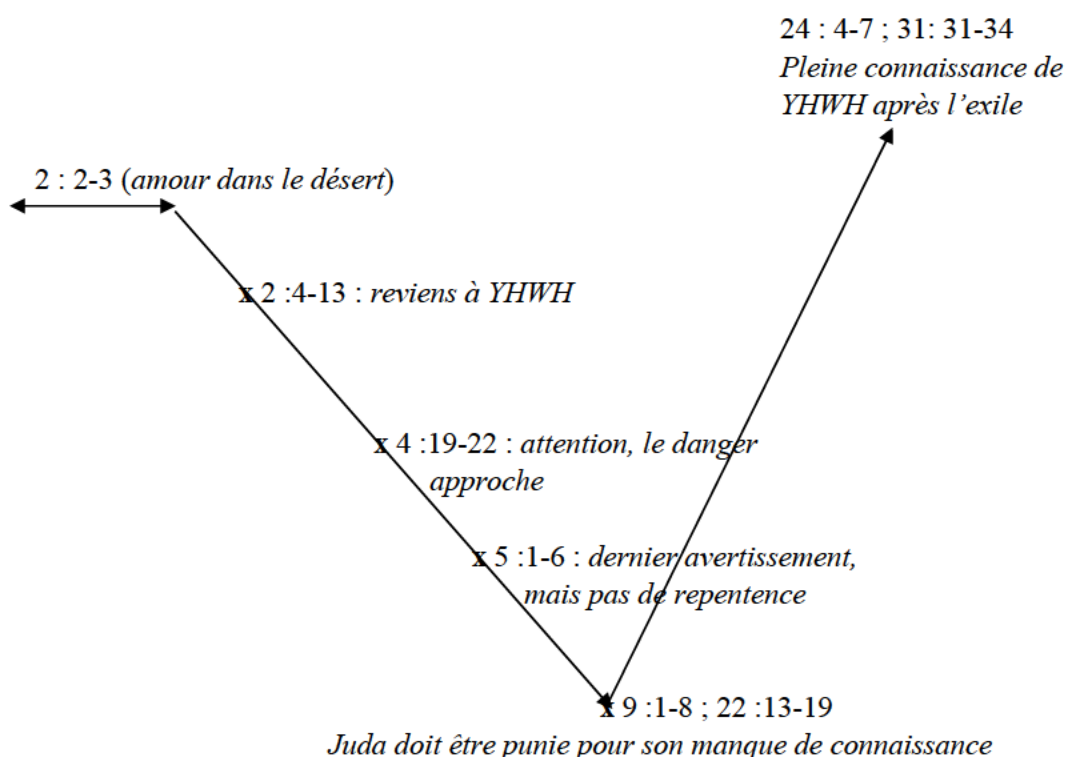 24 : 4-7 ; 31: 31-34
Pleine connaissance de
YHWH après l’exile
2 : 2-3 (amour dans le désert)
x 2 :4-13 : reviens à YHWH
x 4 :19-22 : attention, le danger
approche
x 5 :1-6 : dernier avertissement,
mais pas de repentence
x 9 :1-8 ; 22 :13-19
Juda doit être punie pour son manque de connaissance